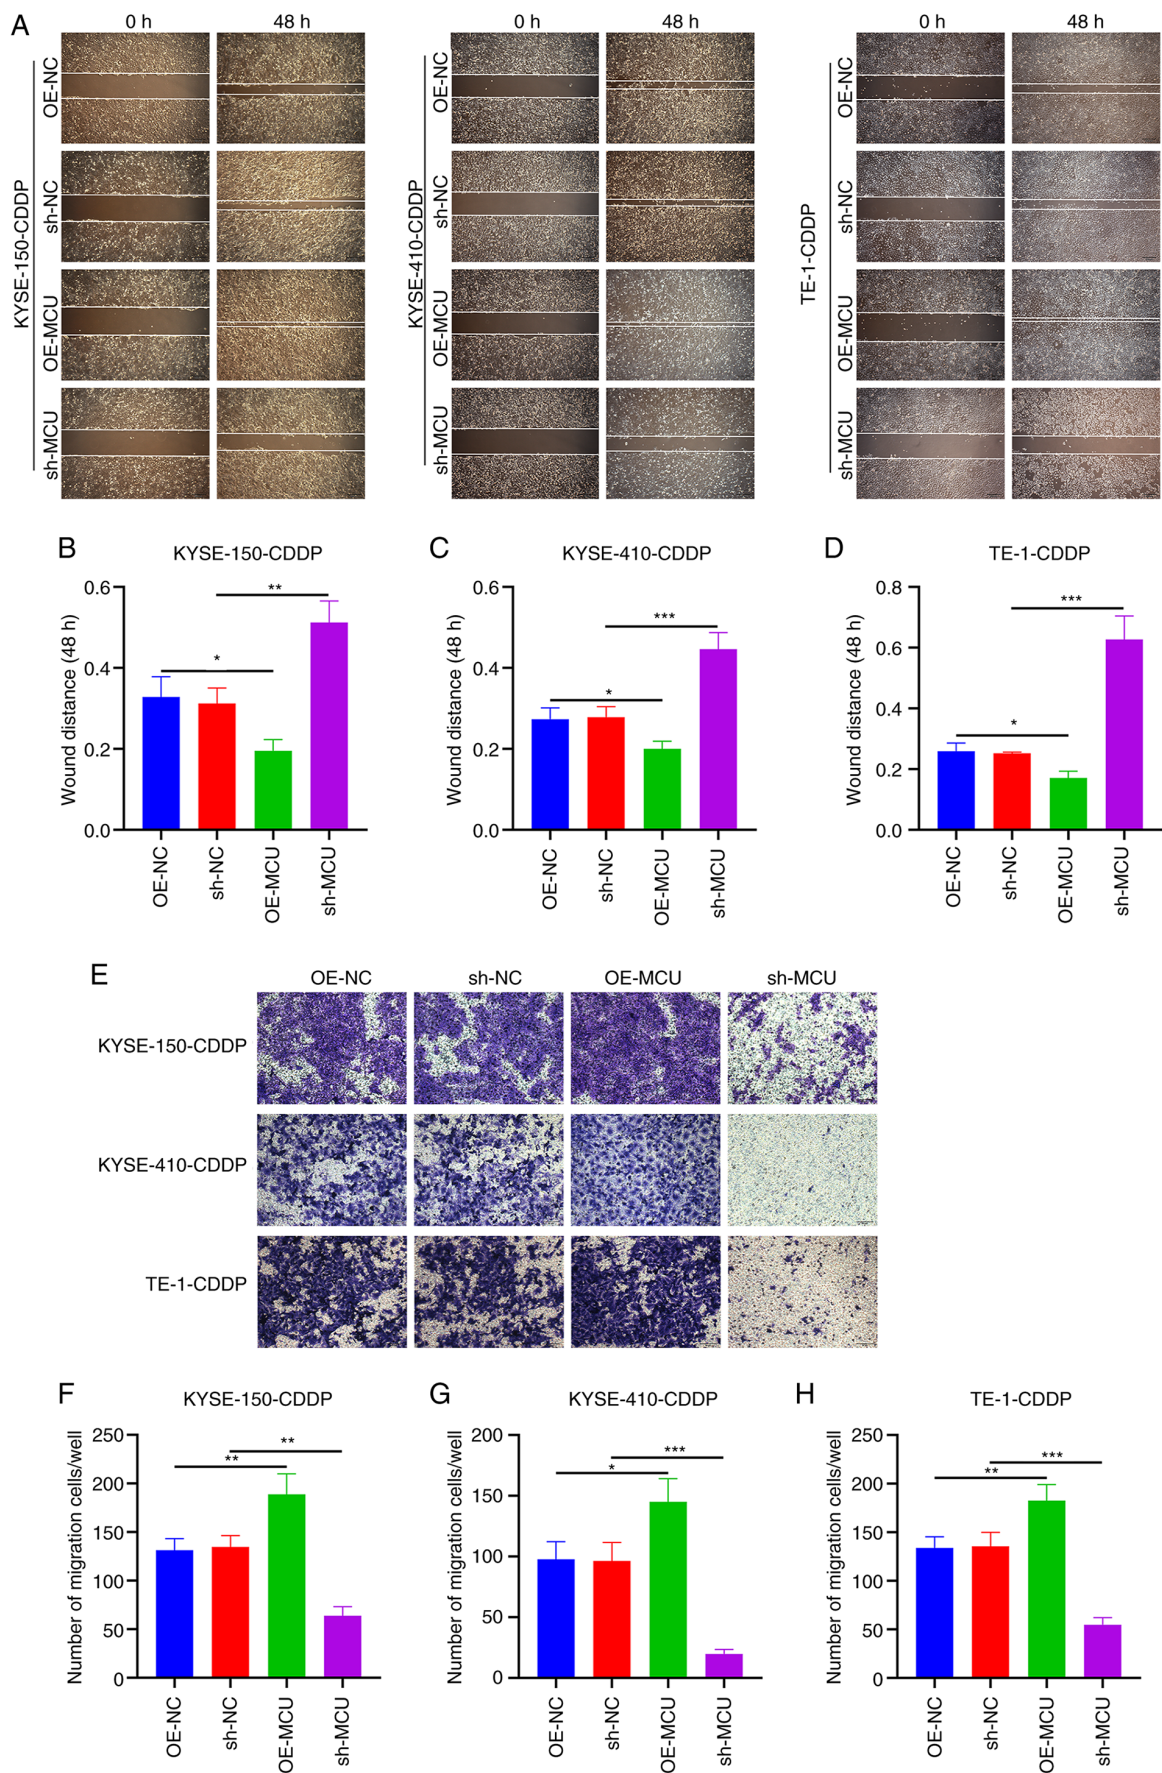 A
0 h 48 h 0 h 48 h 0 h 48 h
KYSE-150-CDDP
OE-NC
sh-NC
OE-MCU
sh-MCU
KYSE-410-CDDP
OE-NC
sh-NC
OE-MCU
sh-MCU
TE-1-CDDP
OE-NC
sh-NC
OE-MCU
sh-MCU
B
KYSE-150-CDDP
Wound distance (48 h)
0.6
0.4
0.2
0.0
**
*
OE-NC
sh-NC
OE-MCU
sh-MCU
C
KYSE-410-CDDP
Wound distance (48 h)
0.6
0.4
0.2
0.0
***
*
OE-NC
sh-NC
OE-MCU
sh-MCU
D
TE-1-CDDP
Wound distance (48 h)
0.8
0.6
0.4
0.2
0.0
***
*
OE-NC
sh-NC
OE-MCU
sh-MCU
E
OE-NC sh-NC OE-MCU sh-MCU
KYSE-150-CDDP
KYSE-410-CDDP
TE-1-CDDP
F
KYSE-150-CDDP
Number of migration cells/well
250
200
150
100
50
0
**
**
OE-NC
sh-NC
OE-MCU
sh-MCU
G
KYSE-410-CDDP
Number of migration cells/well
200
150
100
50
0
***
*
OE-NC
sh-NC
OE-MCU
sh-MCU
H
TE-1-CDDP
Number of migration cells/well
250
200
150
100
50
0
***
**
OE-NC
sh-NC
OE-MCU
sh-MCU